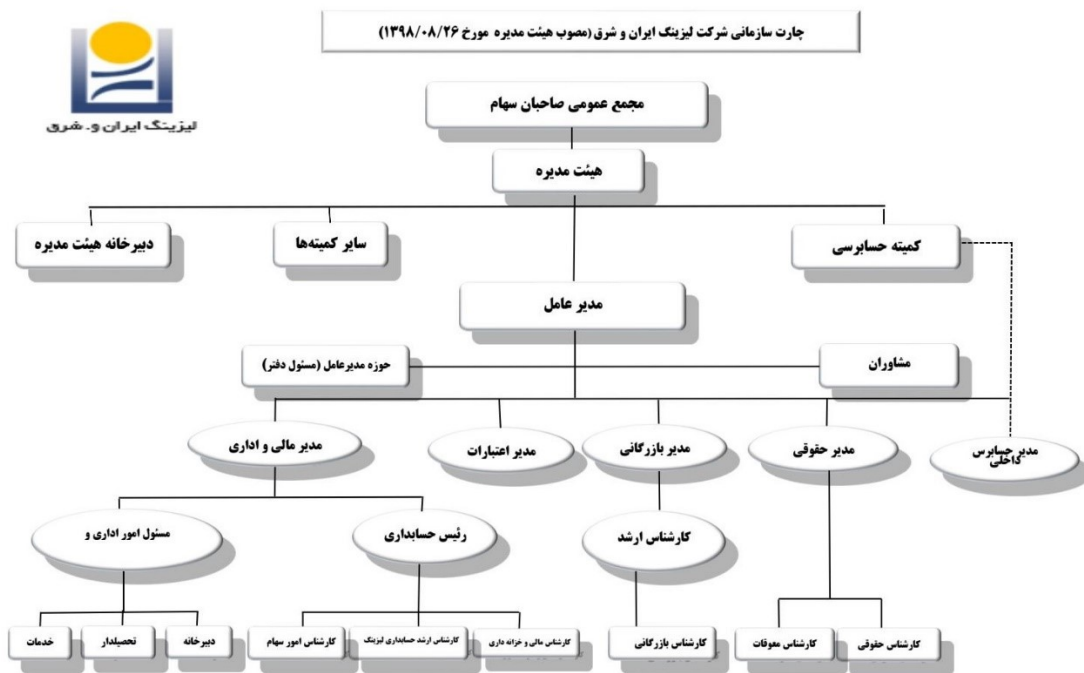 چارت سازمانی شرکت لیزینگ ایران و شرق (مصوب هیئت مدیره مورخ ۱۳۹۸/۰۸/۲۶)
لیزینگ ایران و شرق
مجمع عمومی صاحبان سهام
هیئت مدیره
کمیته حسابرسی
سایر کمیته‌ها
دبیرخانه هیئت مدیره
مدیر عامل
مشاوران
حوزه مدیرعامل (مسئول دفتر)
مدیر حسابرس
داخلی
مدیر حقوقی
مدیر بازرگانی
مدیر اعتبارات
مدیر مالی و اداری
کارشناس ارشد
رئیس حسابداری
مسئول امور اداری و
کارشناس حقوقی
کارشناس معوقات
کارشناس بازرگانی
کارشناس مالی و خزانه داری
کارشناس ارشد حسابداری لیزینگ
کارشناس امور سهام
دبیرخانه
تحصیلدار
خدمات